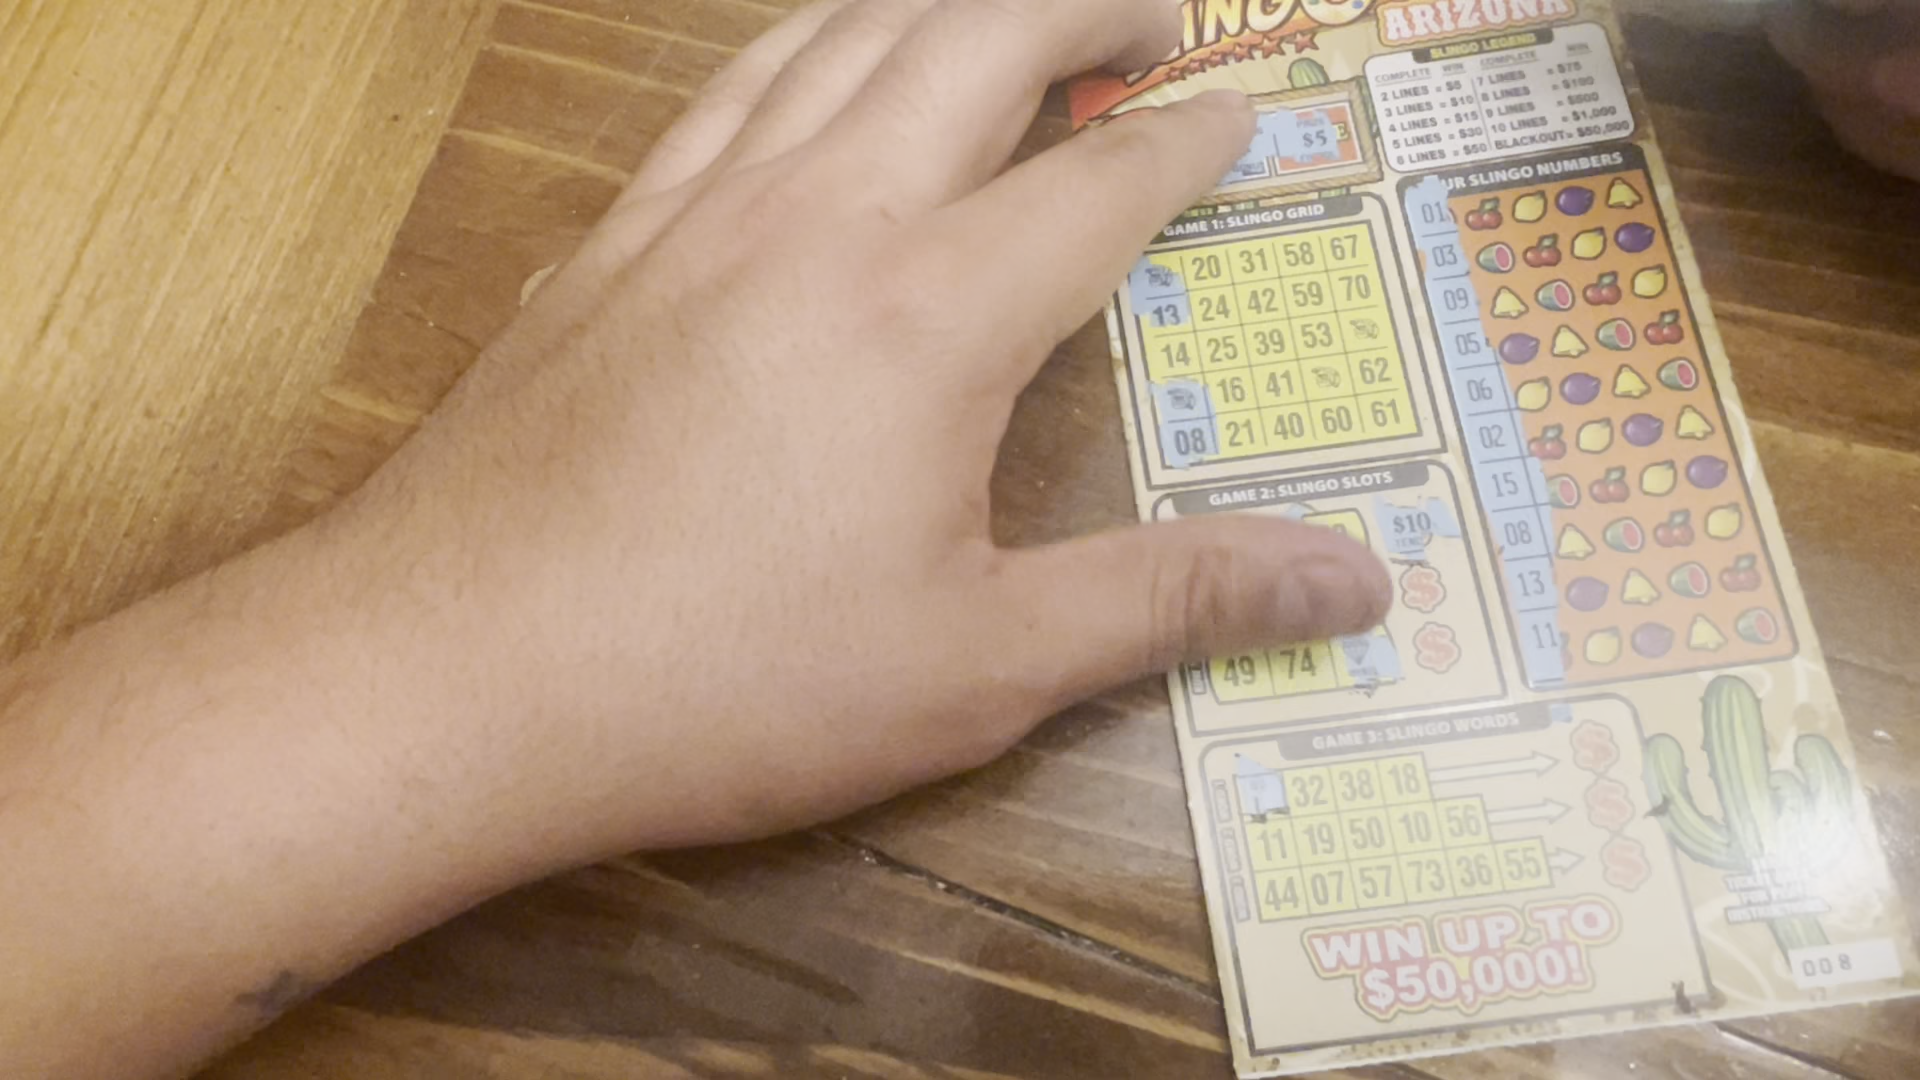 ARIZONA
SLINGO LEGEND
COMPLETE WIN COMPLETE WIN
2 LINES = $5 7 LINES = $75
3 LINES = $10 8 LINES = $100
4 LINES = $15 9 LINES = $500
5 LINES = $30 10 LINES = $1,000
6 LINES = $50 BLACKOUT = $50,000
PRIZE
$5
GAME 1: SLINGO GRID
20 31 58 67
13 24 42 59 70
14 25 39 53
16 41 62
08 21 40 60 61
UR SLINGO NUMBERS
01
03
09
05
06
02
15
08
13
11
GAME 2: SLINGO SLOTS
$10
49 74
GAME 3: SLINGO WORDS
32 38 18
11 19 50 10 56
44 07 57 73 36 55
WIN UP TO
$50,000!
008